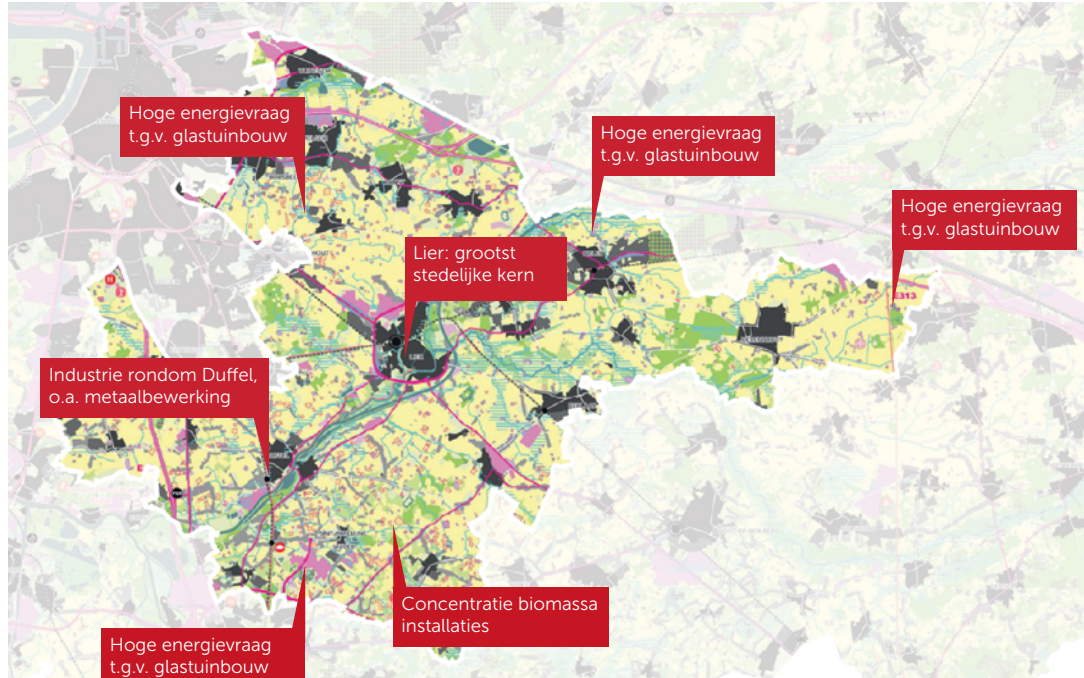 Hoge energievraag
t.g.v. glastuinbouw
Hoge energievraag
t.g.v. glastuinbouw
Hoge energievraag
t.g.v. glastuinbouw
Lier: grootst
stedelijke kern
LIER
E313
Industrie rondom Duffel,
o.a. metaalbewerking
Concentratie biomassa
installaties
Hoge energievraag
t.g.v. glastuinbouw